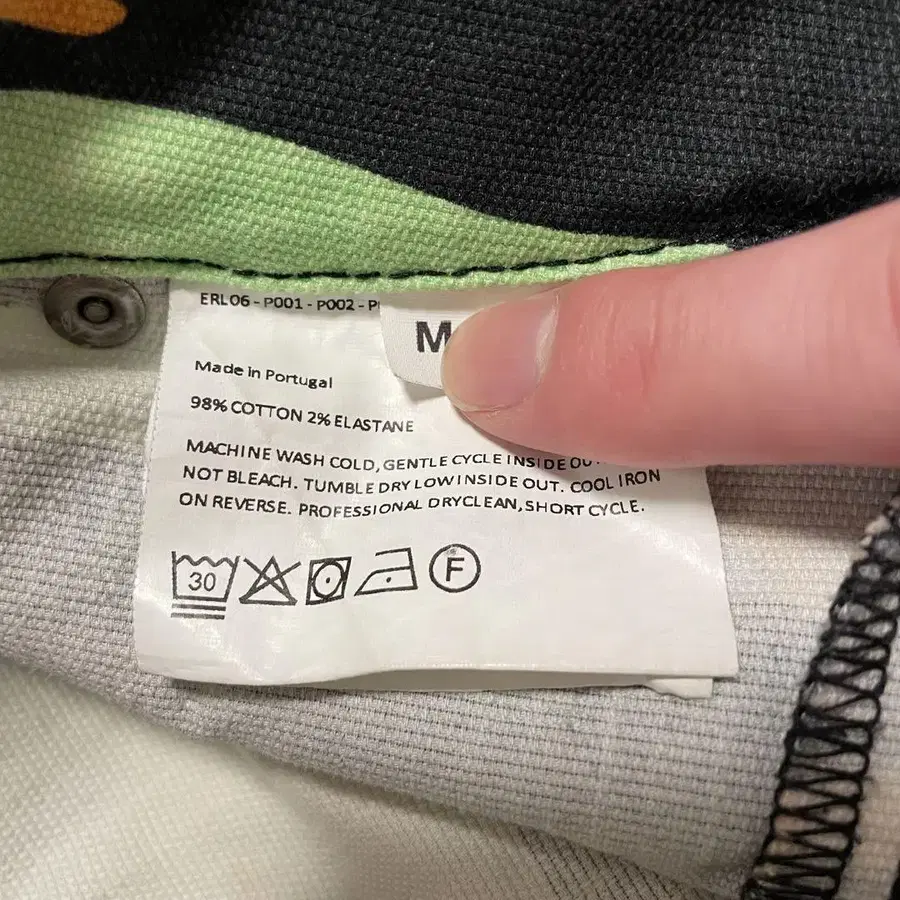 ERL06 - P001 - P002 - P
M
Made in Portugal
98% COTTON 2% ELASTANE
MACHINE WASH COLD, GENTLE CYCLE INSIDE
NOT BLEACH. TUMBLE DRY LOW INSIDE OUT. COOL IRON
ON REVERSE. PROFESSIONAL DRYCLEAN, SHORT CYCLE.
30
F